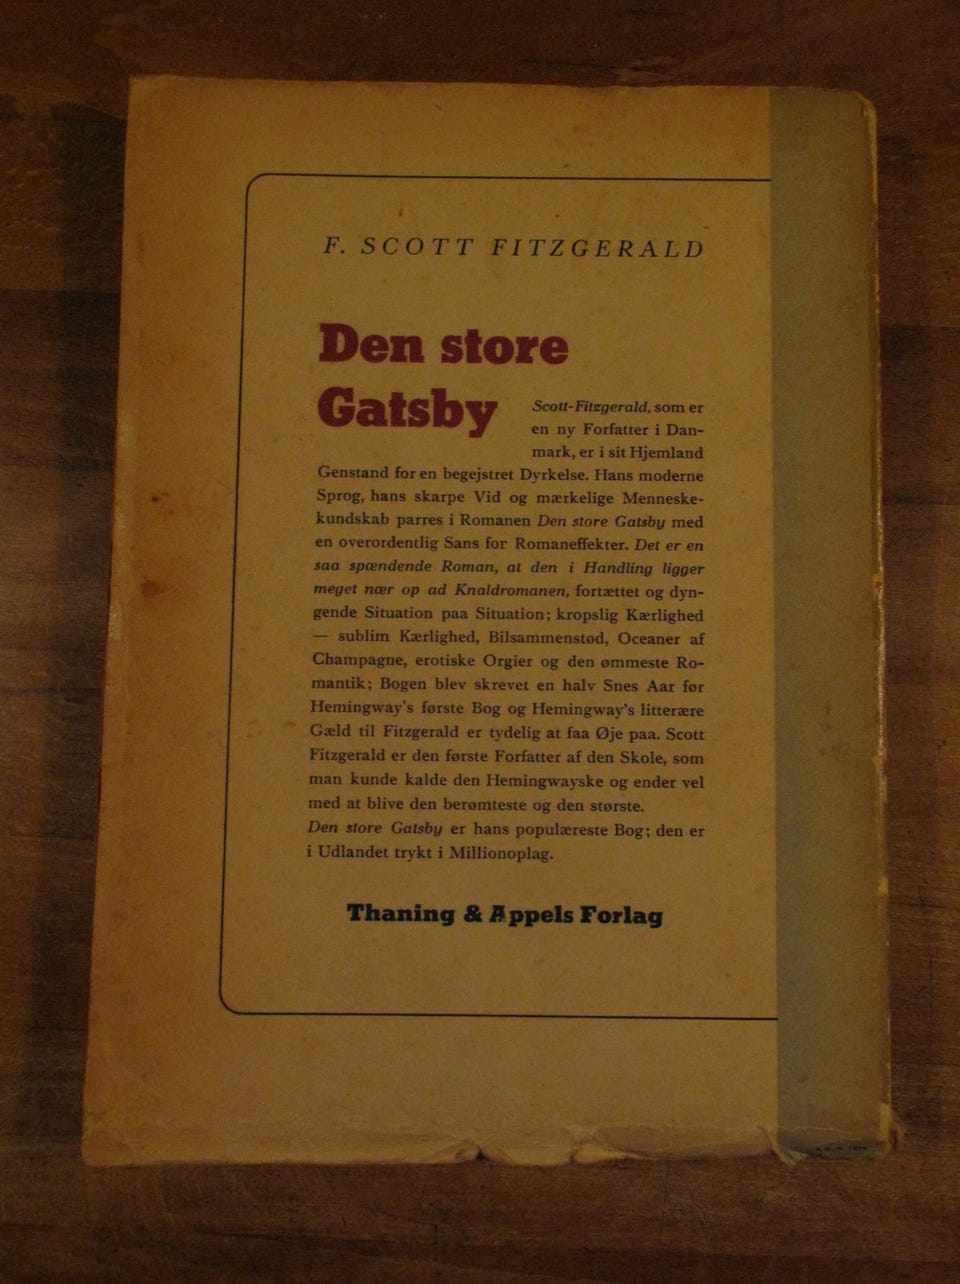 F. SCOTT FITZGERALD
Den store
Gatsby
Scott-Fitzgerald, som er
en ny Forfatter i Dan-
mark, er i sit Hjemland
Genstand for en begejstret Dyrkelse. Hans moderne
Sprog, hans skarpe Vid og mærkelige Menneske-
kundskab parres i Romanen Den store Gatsby med
en overordentlig Sans for Romaneffekter. Det er en
saa spændende Roman, at den i Handling ligger
meget nær op ad Knaldromanen, fortættet og dyn-
gende Situation paa Situation; kropslig Kærlighed
— sublim Kærlighed, Bilsammenstød, Oceaner af
Champagne, erotiske Orgier og den ømmeste Ro-
mantik; Bogen blev skrevet en halv Snes Aar før
Hemingway's første Bog og Hemingway's litterære
Gæld til Fitzgerald er tydelig at faa Øje paa. Scott
Fitzgerald er den første Forfatter af den Skole, som
man kunde kalde den Hemingwayske og ender vel
med at blive den berømteste og den største.
Den store Gatsby er hans populæreste Bog; den er
i Udlandet trykt i Millionoplag.
Thaning & Appels Forlag